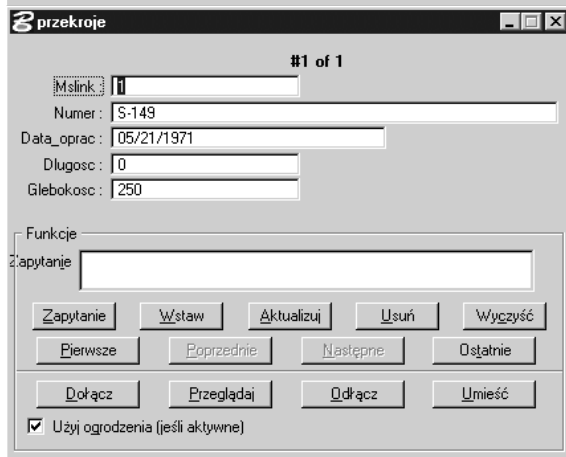 przekroje
#1 of 1
Mslink : 1
Numer : S-149
Data_oprac : 05/21/1971
Dlugosc : 0
Glebokosc : 250
Funkcje
Zapytanie
Zapytanie Wstaw Aktualizuj Usuń Wyczyść
Pierwsze Poprzednie Następne Ostatnie
Dołącz Przeglądaj Odłącz Umieść
Użyj ogrodzenia (jeśli aktywne)